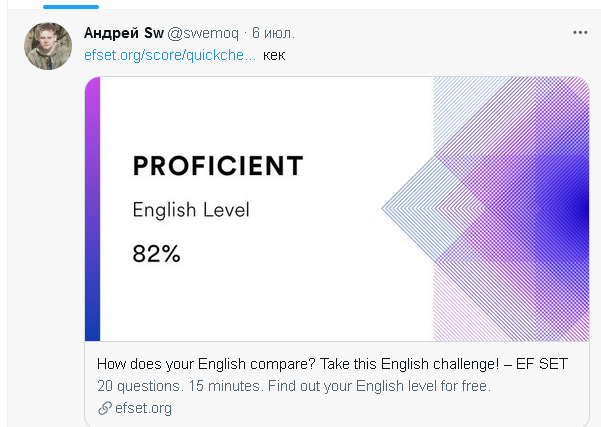 Андрей Sw @swemoq · 6 июл.
efset.org/score/quickche... кек
PROFICIENT
English Level
82%
How does your English compare? Take this English challenge! – EF SET
20 questions. 15 minutes. Find out your English level for free.
efset.org